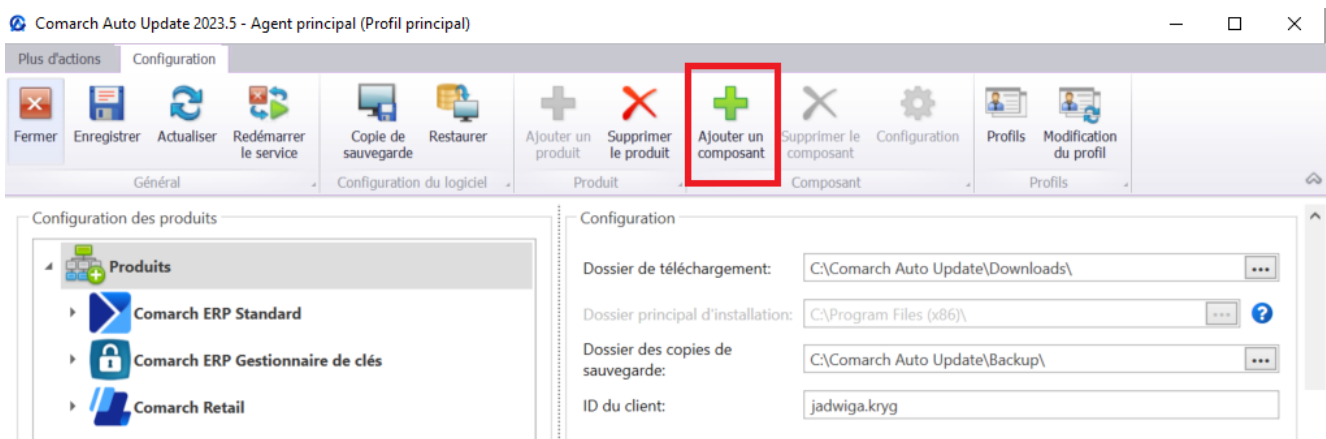 Comarch Auto Update 2023.5 - Agent principal (Profil principal)
Plus d'actions
Configuration
Fermer
Enregistrer
Actualiser
Redémarrer
le service
Copie de
sauvegarde
Restaurer
Ajouter un
produit
Supprimer
le produit
Ajouter un
composant
Supprimer le
composant
Configuration
Profils
Modification
du profil
Général
Configuration du logiciel
Produit
Composant
Profils
Configuration des produits
Produits
Comarch ERP Standard
Comarch ERP Gestionnaire de clés
Comarch Retail
Configuration
Dossier de téléchargement:
C:\Comarch Auto Update\Downloads\
Dossier principal d'installation:
C:\Program Files (x86)\
Dossier des copies de
sauvegarde:
C:\Comarch Auto Update\Backup\
ID du client:
jadwiga.kryg